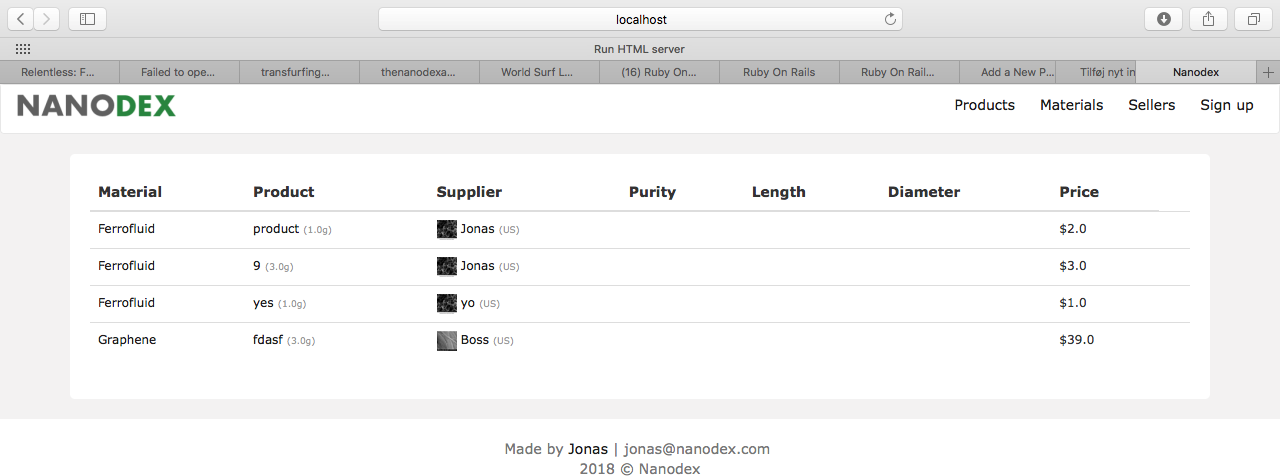 localhost
Run HTML server
Relentless: F... Failed to ope... transfurfing... thenanodexa... World Surf L... (16) Ruby On... Ruby On Rails Ruby On Rail... Add a New P... Tilføj nyt in Nanodex
NANODEX Products Materials Sellers Sign up
Material Product Supplier Purity Length Diameter Price
Ferrofluid product (1.0g) Jonas (US) $2.0
Ferrofluid 9 (3.0g) Jonas (US) $3.0
Ferrofluid yes (1.0g) yo (US) $1.0
Graphene fdasf (3.0g) Boss (US) $39.0
Made by Jonas | jonas@nanodex.com
2018 © Nanodex